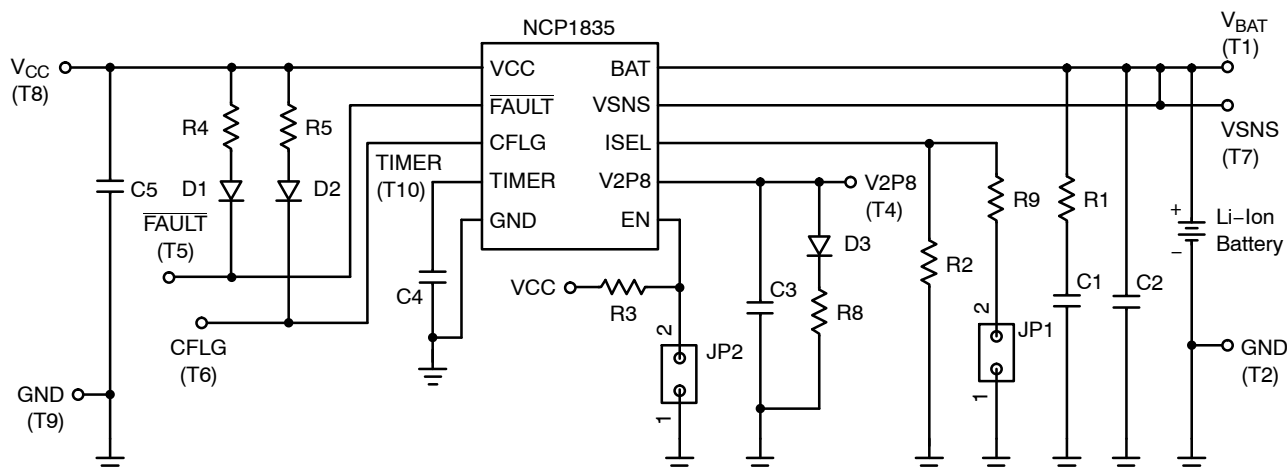 NCP1835
V_CC
(T8)
VCC
FAULT
CFLG
TIMER
GND
BAT
VSNS
ISEL
V2P8
EN
V_BAT
(T1)
VSNS
(T7)
R4
R5
D1
D2
C5
TIMER
(T10)
FAULT
(T5)
CFLG
(T6)
GND
(T9)
C4
VCC
R3
2
JP2
1
V2P8
(T4)
D3
C3
R8
R2
R9
2
JP1
1
R1
C1
C2
+
Li–Ion
Battery
–
GND
(T2)